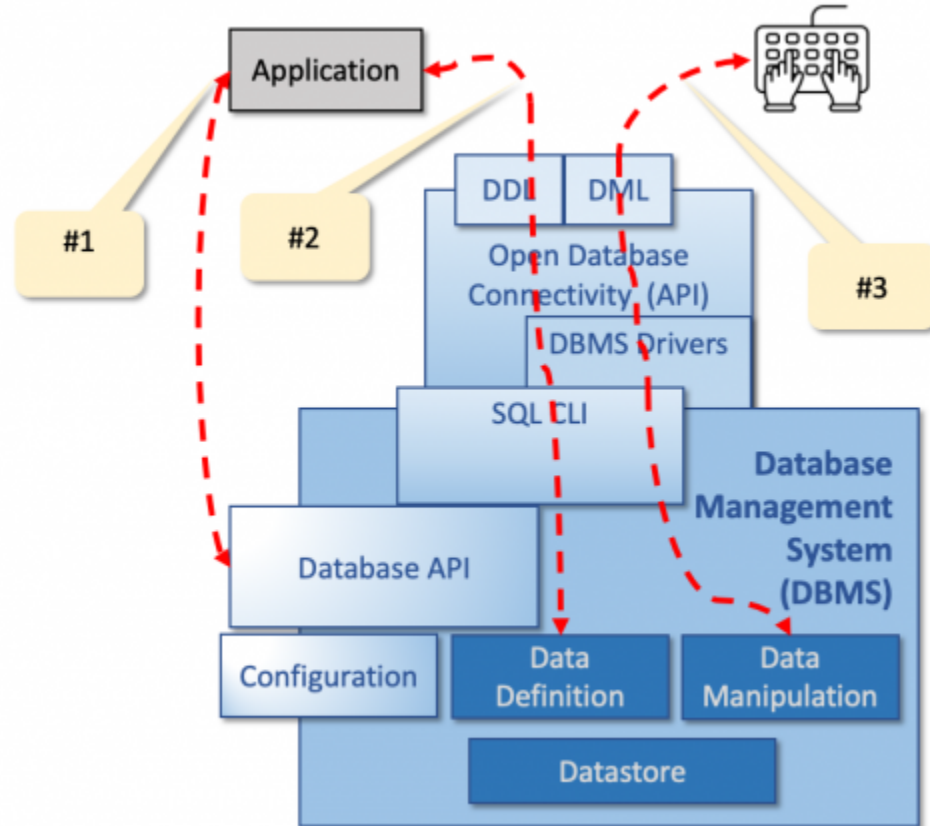 Application
#1
#2
#3
DDL
DML
Open Database
Connectivity (API)
DBMS Drivers
SQL CLI
Database
Management
System
(DBMS)
Database API
Configuration
Data
Definition
Data
Manipulation
Datastore